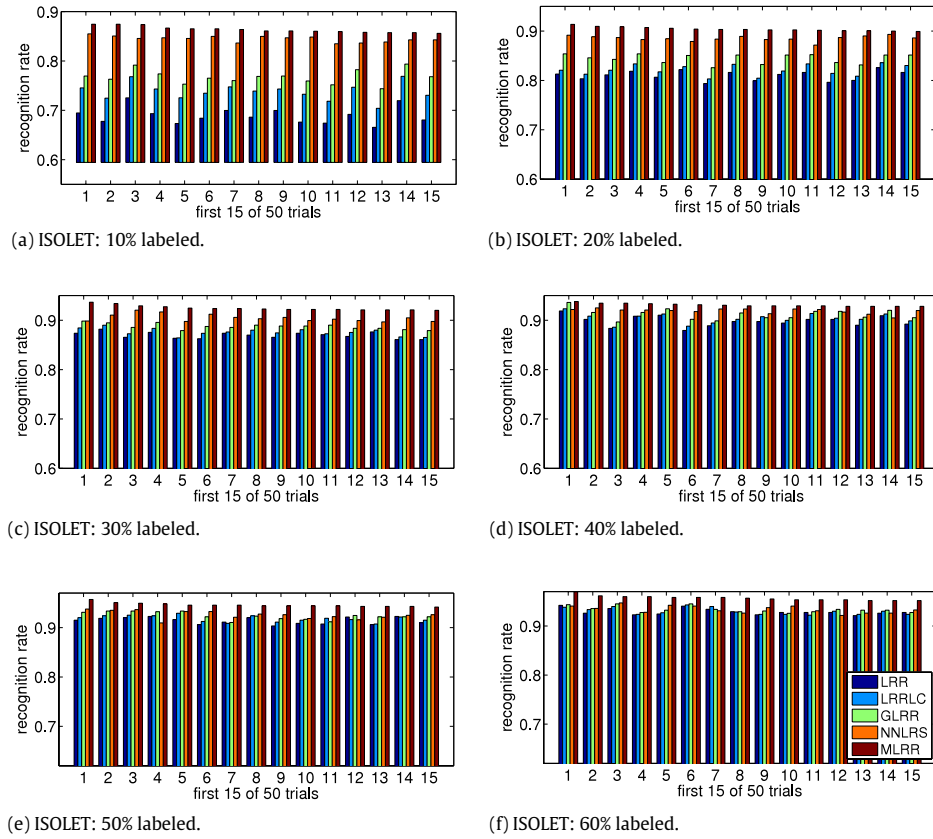 0.9
0.8
0.7
0.6
recognition rate
1 2 3 4 5 6 7 8 9 10 11 12 13 14 15
first 15 of 50 trials
(a) ISOLET: 10% labeled.
0.9
0.8
0.7
0.6
recognition rate
1 2 3 4 5 6 7 8 9 10 11 12 13 14 15
first 15 of 50 trials
(b) ISOLET: 20% labeled.
0.9
0.8
0.7
0.6
recognition rate
1 2 3 4 5 6 7 8 9 10 11 12 13 14 15
first 15 of 50 trials
(c) ISOLET: 30% labeled.
0.9
0.8
0.7
0.6
recognition rate
1 2 3 4 5 6 7 8 9 10 11 12 13 14 15
first 15 of 50 trials
(d) ISOLET: 40% labeled.
0.9
0.8
0.7
recognition rate
1 2 3 4 5 6 7 8 9 10 11 12 13 14 15
first 15 of 50 trials
(e) ISOLET: 50% labeled.
0.9
0.8
0.7
recognition rate
1 2 3 4 5 6 7 8 9 10 11 12 13 14 15
first 15 of 50 trials
LRR
LRRLC
GLRR
NNLRS
MLRR
(f) ISOLET: 60% labeled.